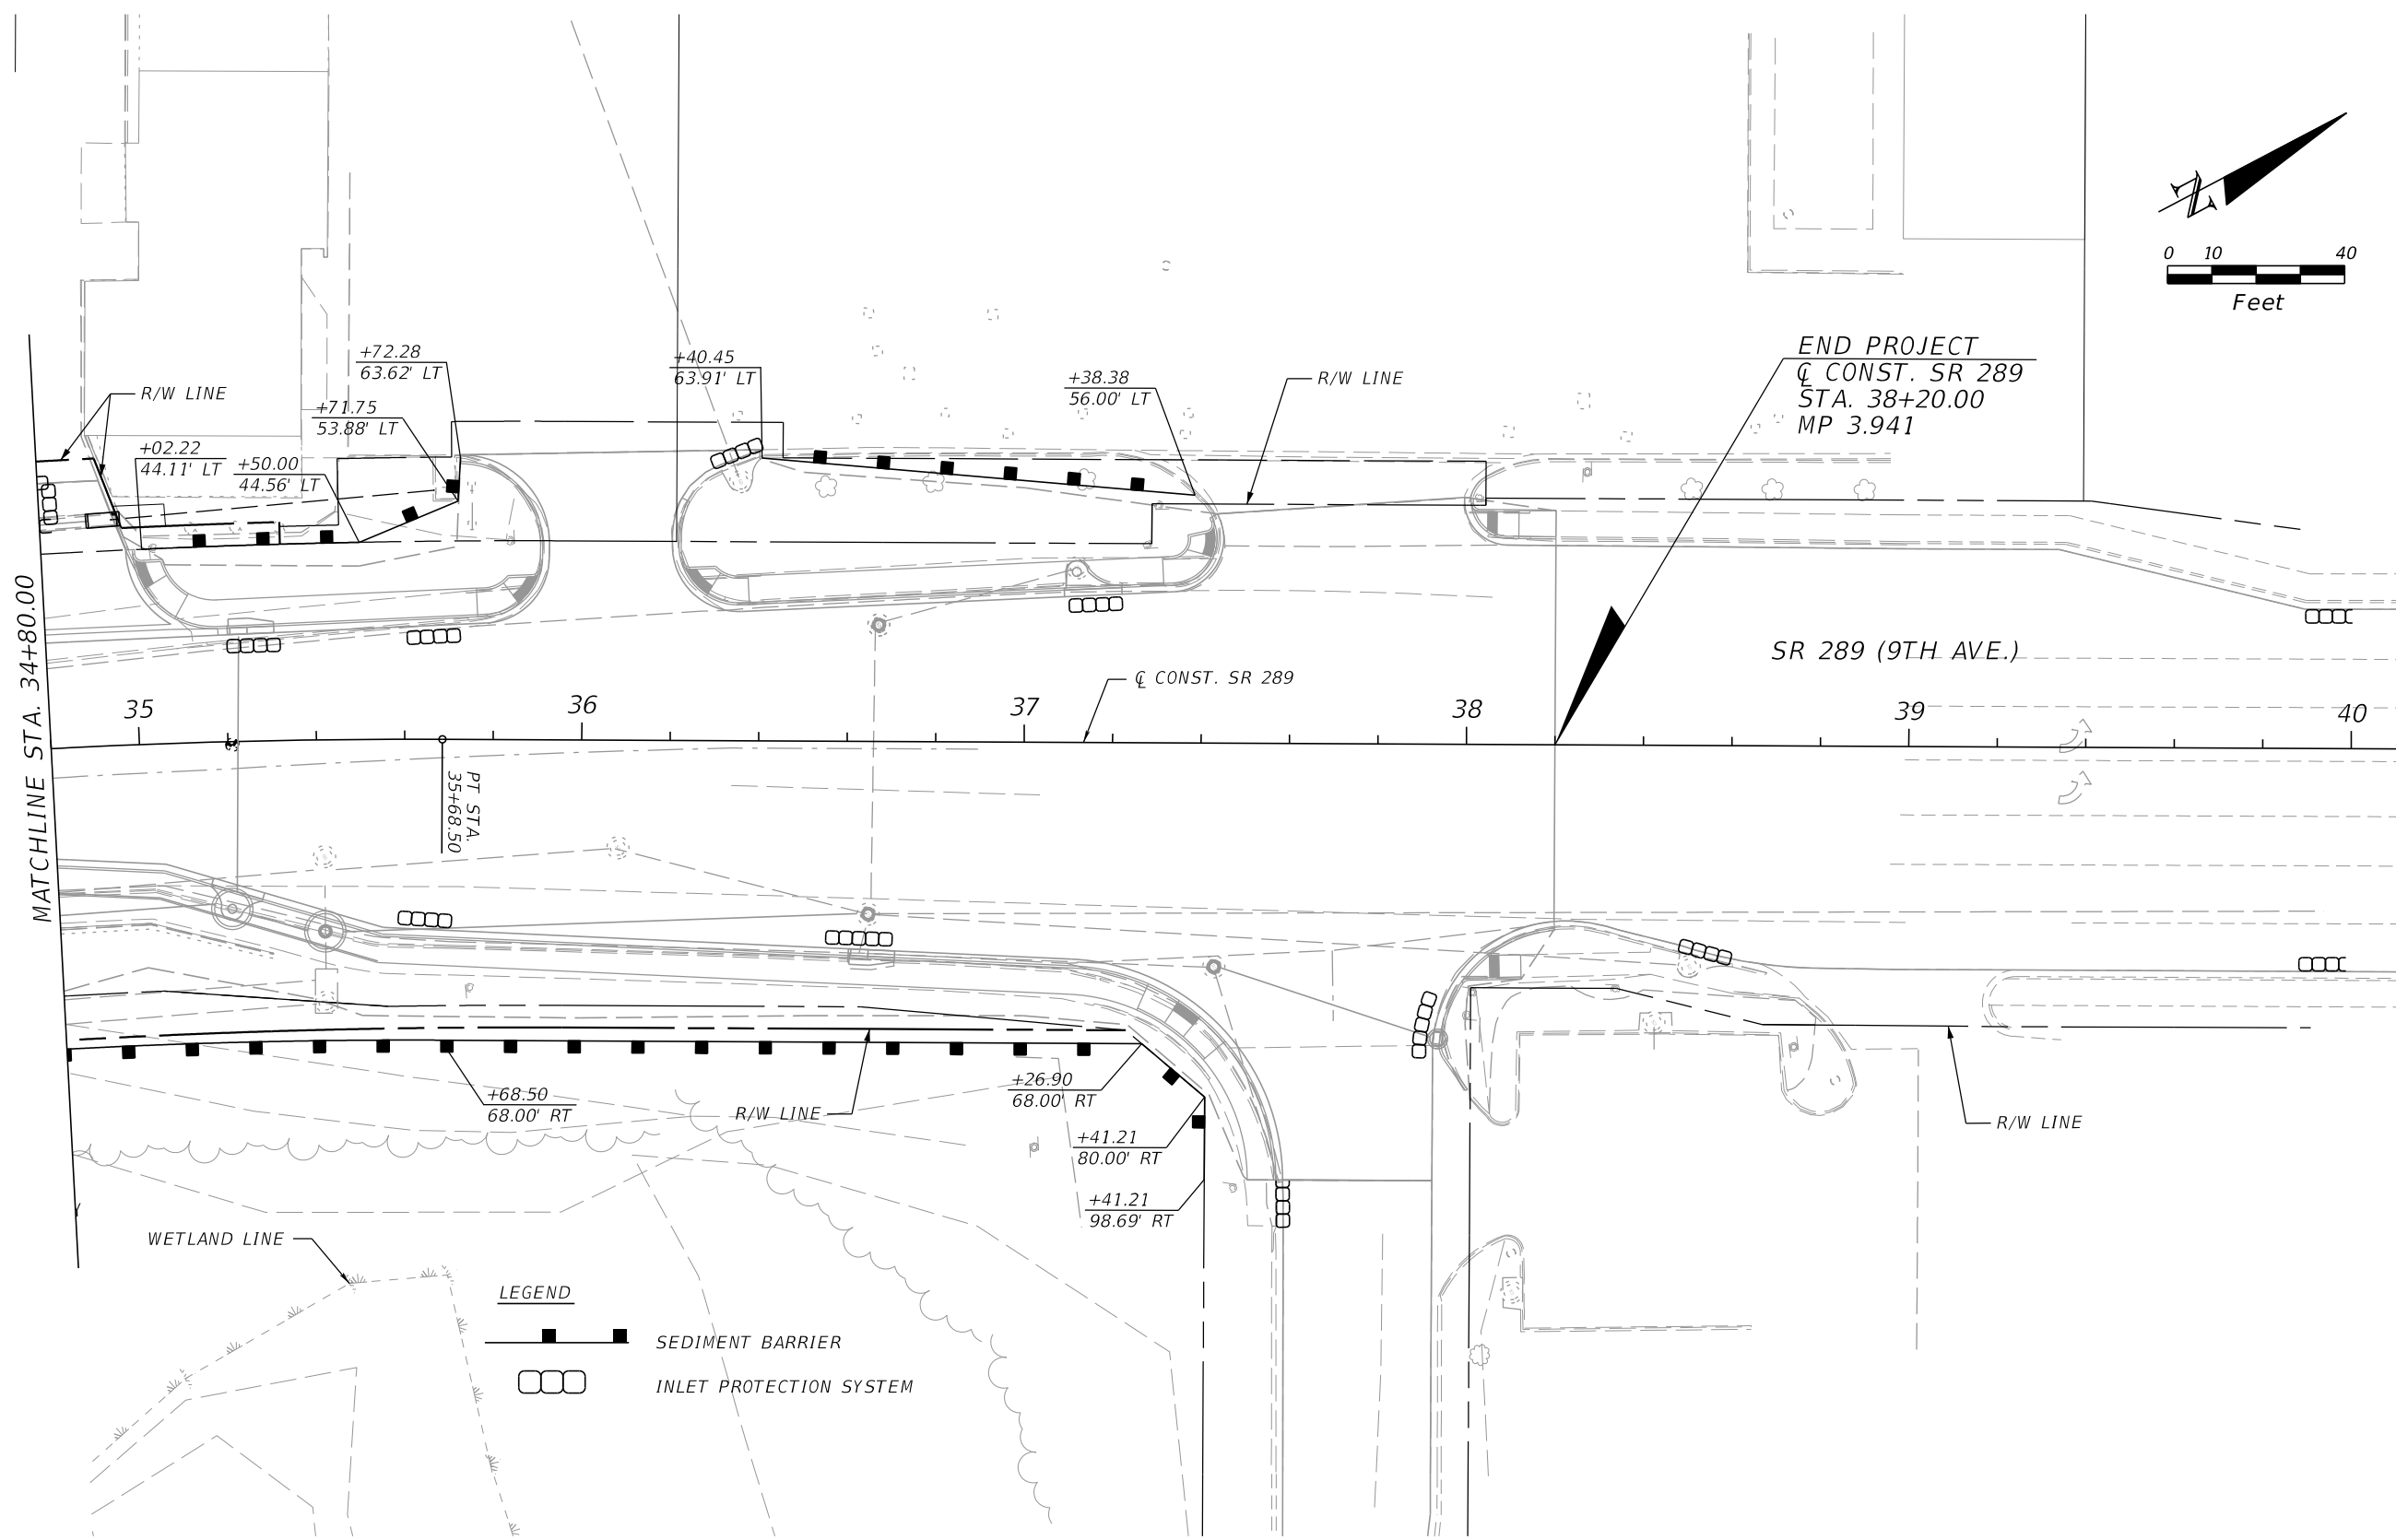 N
0 10 40
Feet
END PROJECT
℄ CONST. SR 289
STA. 38+20.00
MP 3.941
+72.28
63.62' LT
+40.45
63.91' LT
+38.38
56.00' LT
R/W LINE
R/W LINE
+71.75
53.88' LT
+02.22
44.11' LT
+50.00
44.56' LT
MATCHLINE STA. 34+80.00
SR 289 (9TH AVE.)
℄ CONST. SR 289
35 36 37 38 39 40
PT STA.
35+68.50
+68.50
68.00' RT
R/W LINE
+26.90
68.00' RT
+41.21
80.00' RT
+41.21
98.69' RT
R/W LINE
WETLAND LINE
LEGEND
SEDIMENT BARRIER
INLET PROTECTION SYSTEM